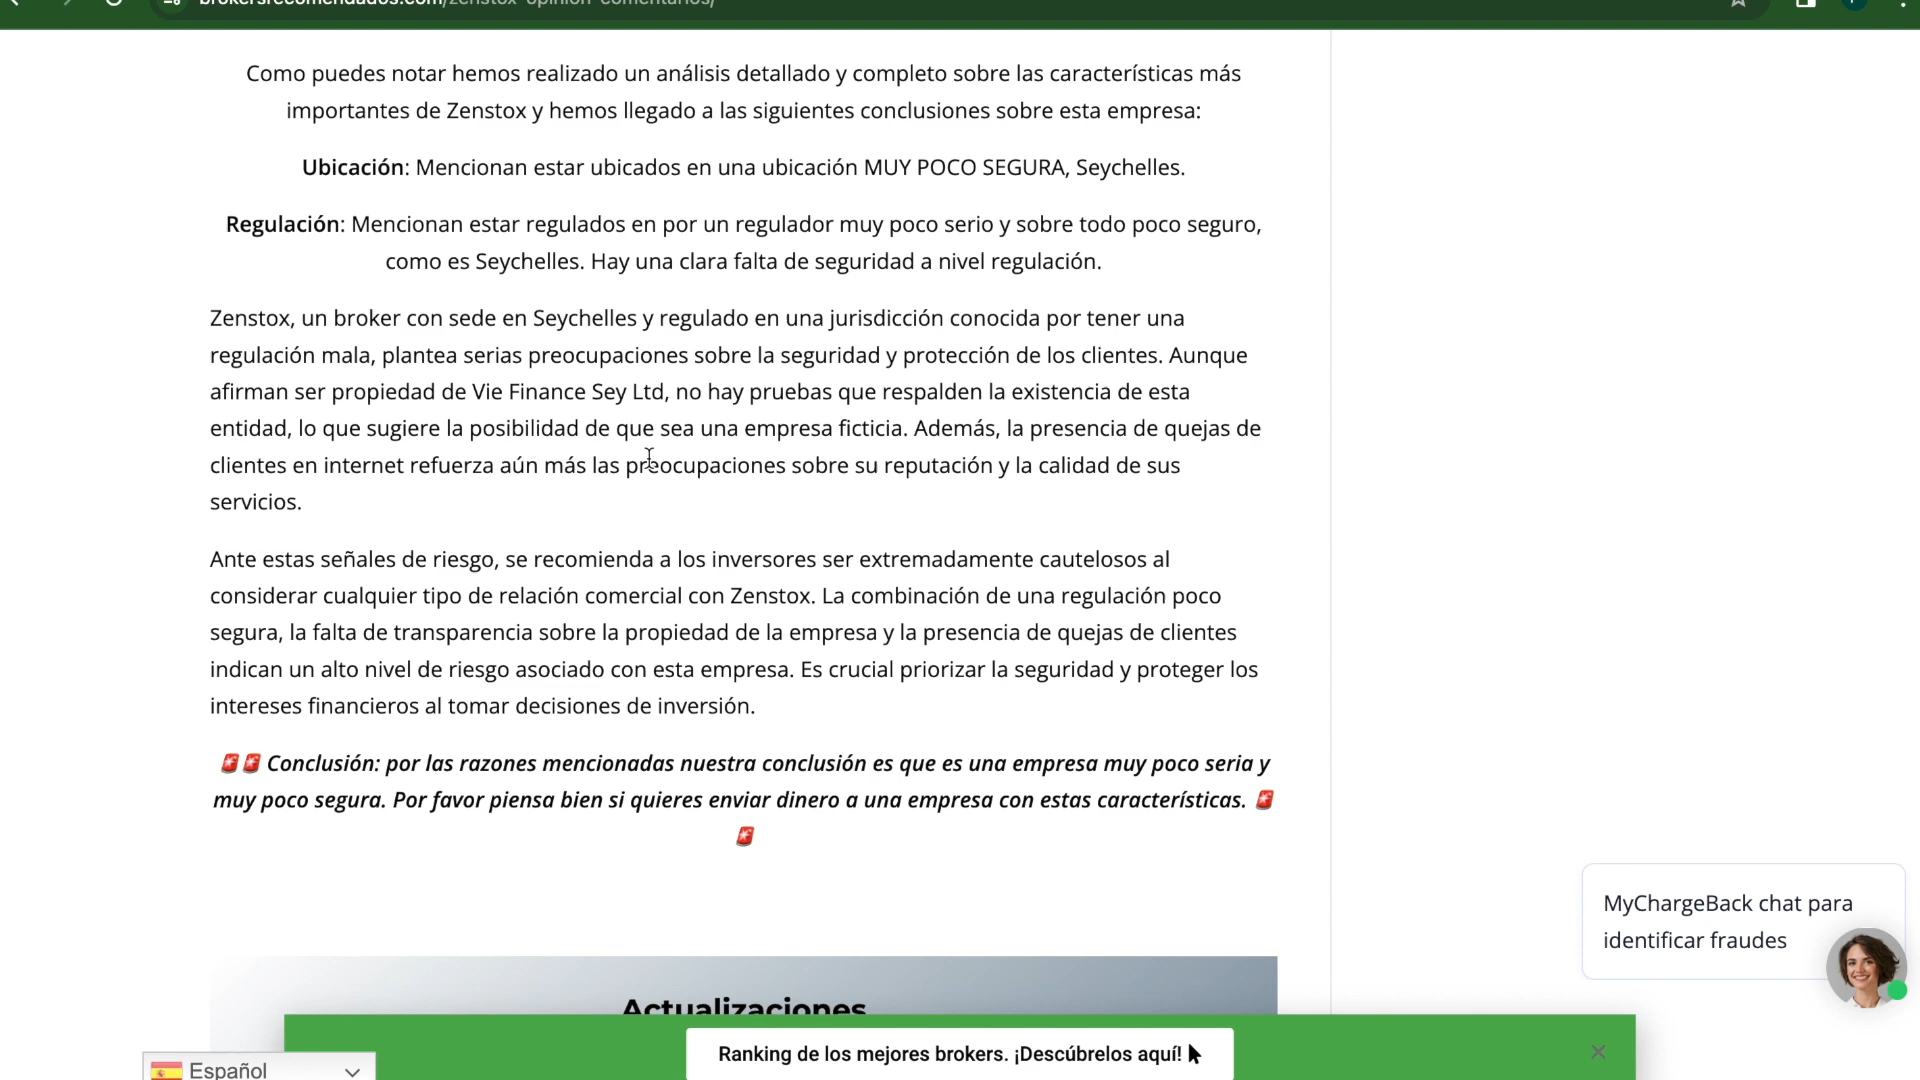 brokersrecomendados.com/zenstox-opinion-comentarios/
Como puedes notar hemos realizado un análisis detallado y completo sobre las características más
importantes de Zenstox y hemos llegado a las siguientes conclusiones sobre esta empresa:
Ubicación: Mencionan estar ubicados en una ubicación MUY POCO SEGURA, Seychelles.
Regulación: Mencionan estar regulados en por un regulador muy poco serio y sobre todo poco seguro,
como es Seychelles. Hay una clara falta de seguridad a nivel regulación.
Zenstox, un broker con sede en Seychelles y regulado en una jurisdicción conocida por tener una
regulación mala, plantea serias preocupaciones sobre la seguridad y protección de los clientes. Aunque
afirman ser propiedad de Vie Finance Sey Ltd, no hay pruebas que respalden la existencia de esta
entidad, lo que sugiere la posibilidad de que sea una empresa ficticia. Además, la presencia de quejas de
clientes en internet refuerza aún más las preocupaciones sobre su reputación y la calidad de sus
servicios.
Ante estas señales de riesgo, se recomienda a los inversores ser extremadamente cautelosos al
considerar cualquier tipo de relación comercial con Zenstox. La combinación de una regulación poco
segura, la falta de transparencia sobre la propiedad de la empresa y la presencia de quejas de clientes
indican un alto nivel de riesgo asociado con esta empresa. Es crucial priorizar la seguridad y proteger los
intereses financieros al tomar decisiones de inversión.
🚨🚨 Conclusión: por las razones mencionadas nuestra conclusión es que es una empresa muy poco seria y
muy poco segura. Por favor piensa bien si quieres enviar dinero a una empresa con estas características. 🚨
🚨
MyChargeBack chat para
identificar fraudes
Actualizaciones
Ranking de los mejores brokers. ¡Descúbrelos aquí!
Español